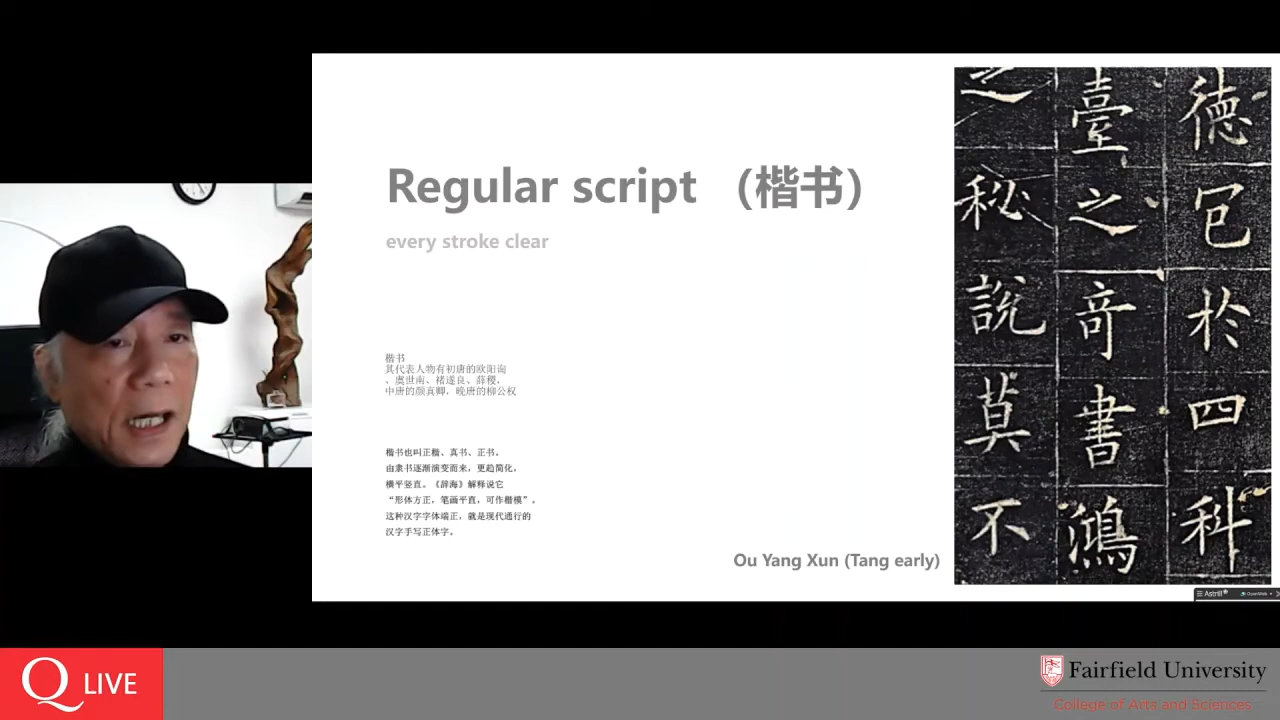 Regular script （楷书）
every stroke clear
楷书
其代表人物有初唐的欧阳询
、虞世南、褚遂良、薛稷，
中唐的颜真卿，晚唐的柳公权
楷书也叫正楷、真书、正书。
由隶书逐渐演变而来，更趋简化，
横平竖直。《辞海》解释说它
“形体方正，笔画平直，可作楷模”。
这种汉字字体端正，就是现代通行的
汉字手写正体字。
Ou Yang Xun (Tang early)
德冠於四科
臺之奇書鴻
之秘說莫不
Astrill
OpenWeb
Q LIVE
Fairfield University
College of Arts and Sciences